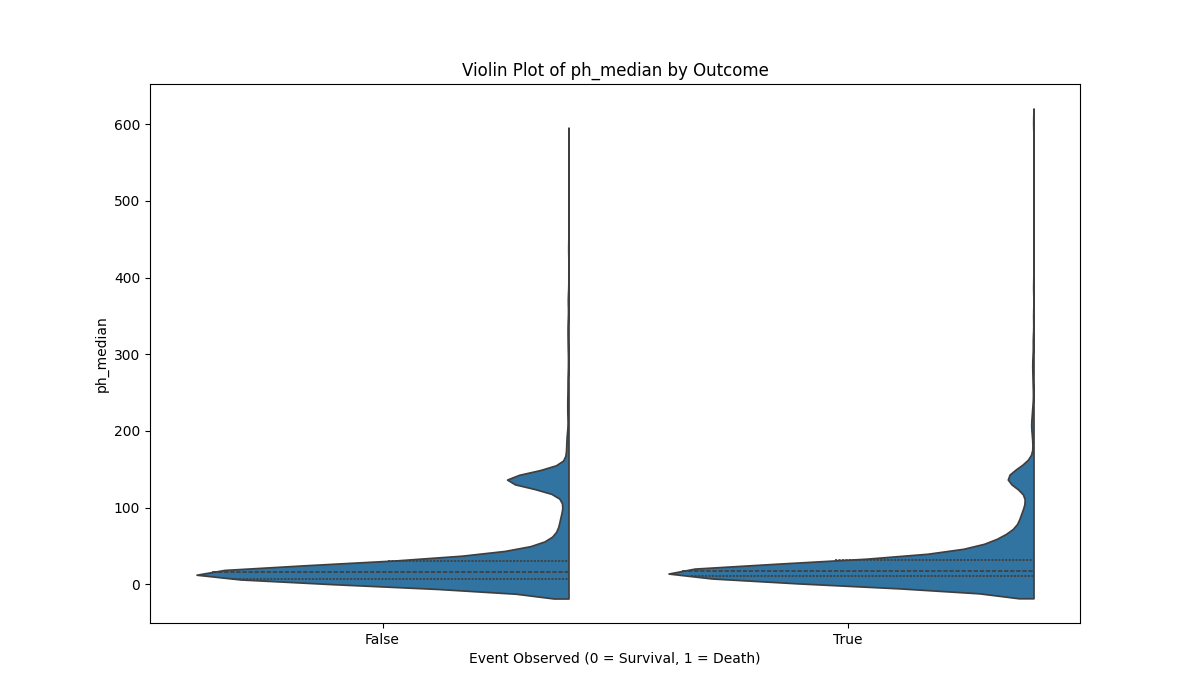 Violin Plot of ph_median by Outcome
600
500
400
300
200
100
0
ph_median
False
True
Event Observed (0 = Survival, 1 = Death)